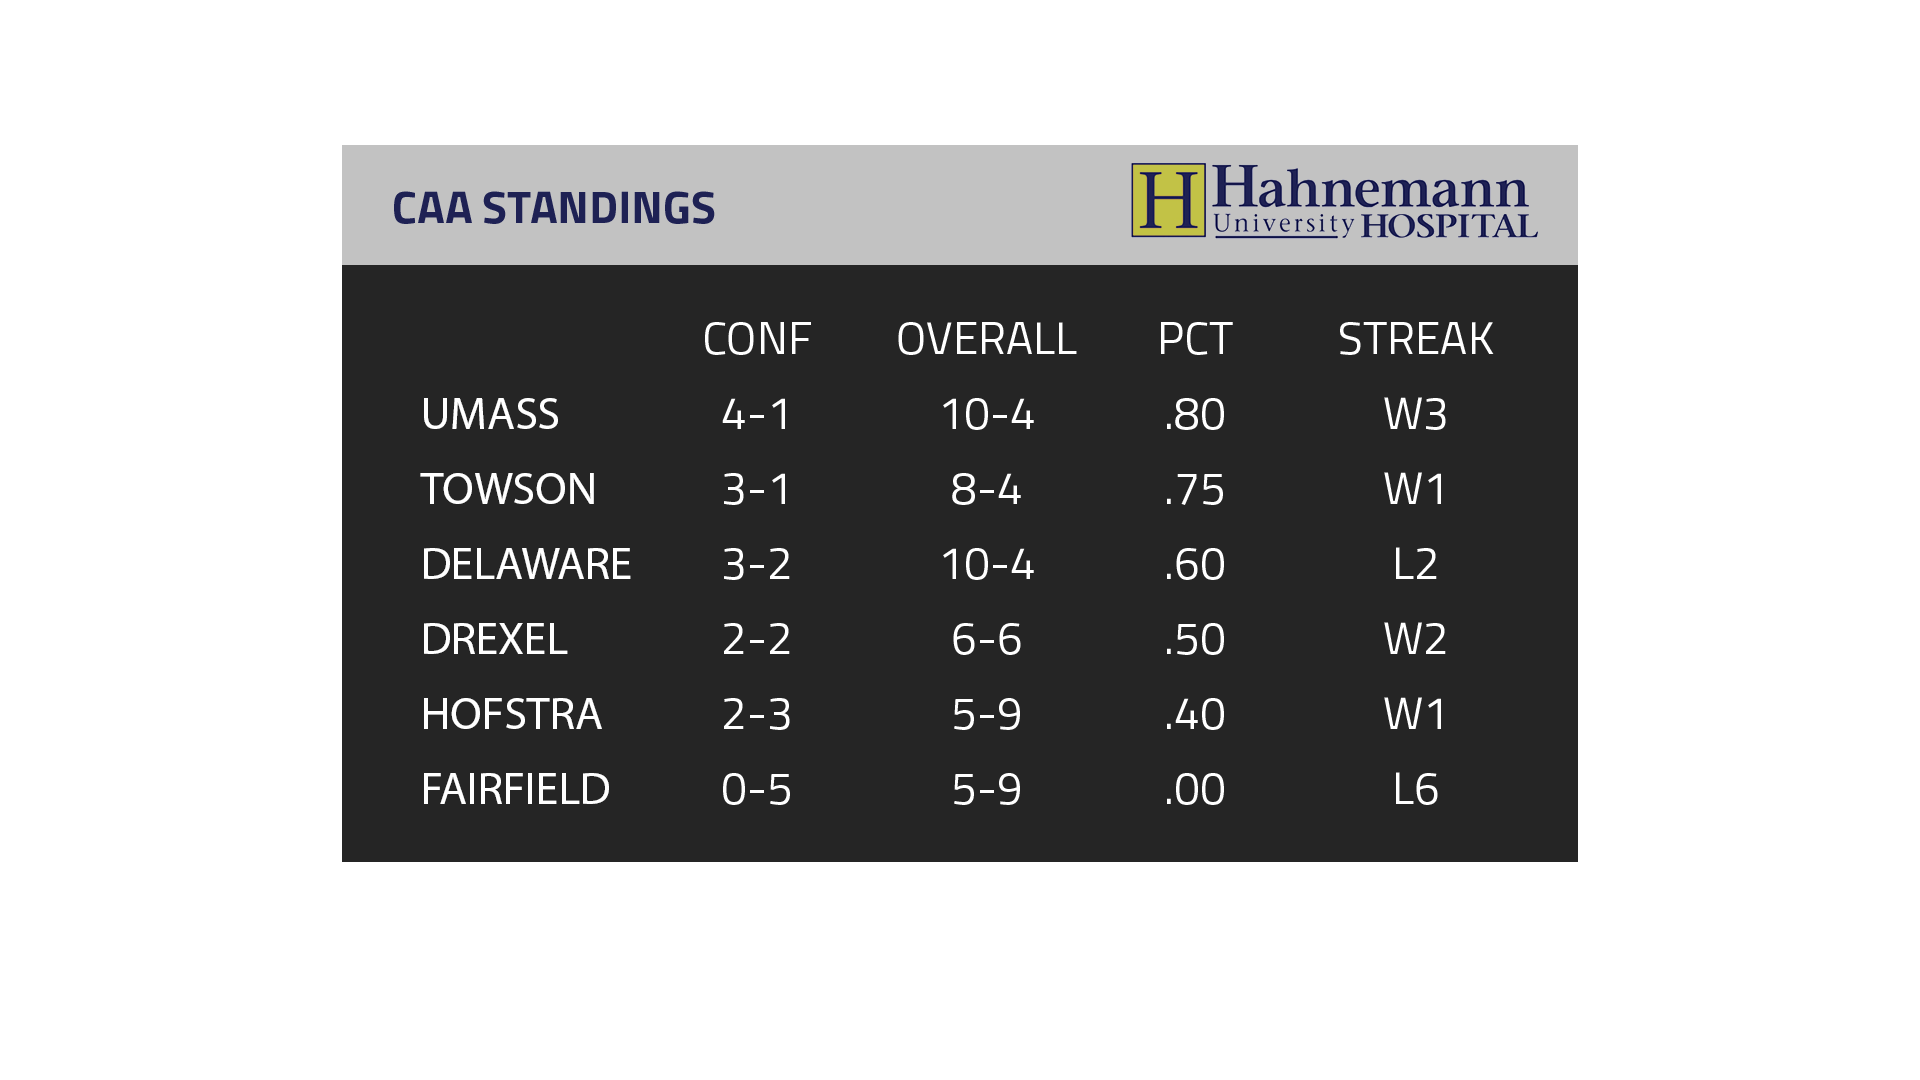 CAA STANDINGS
H Hahnemann
University HOSPITAL
CONF OVERALL PCT STREAK
UMASS 4-1 10-4 .80 W3
TOWSON 3-1 8-4 .75 W1
DELAWARE 3-2 10-4 .60 L2
DREXEL 2-2 6-6 .50 W2
HOFSTRA 2-3 5-9 .40 W1
FAIRFIELD 0-5 5-9 .00 L6